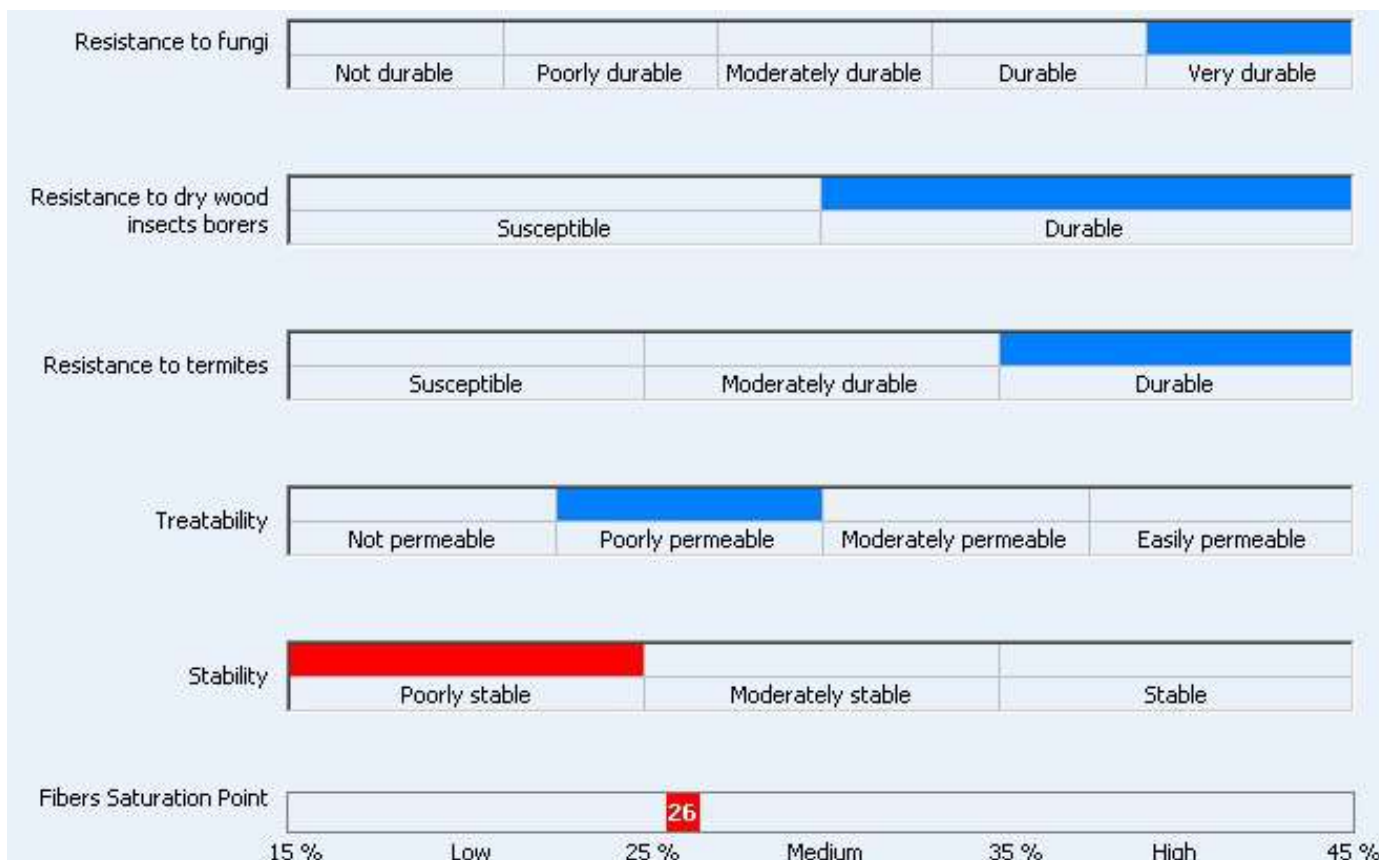 Resistance to fungi
Not durable Poorly durable Moderately durable Durable Very durable
Resistance to dry wood
insects borers
Susceptible Durable
Resistance to termites
Susceptible Moderately durable Durable
Treatability
Not permeable Poorly permeable Moderately permeable Easily permeable
Stability
Poorly stable Moderately stable Stable
Fibers Saturation Point
26
15 % Low 25 % Medium 35 % High 45 %